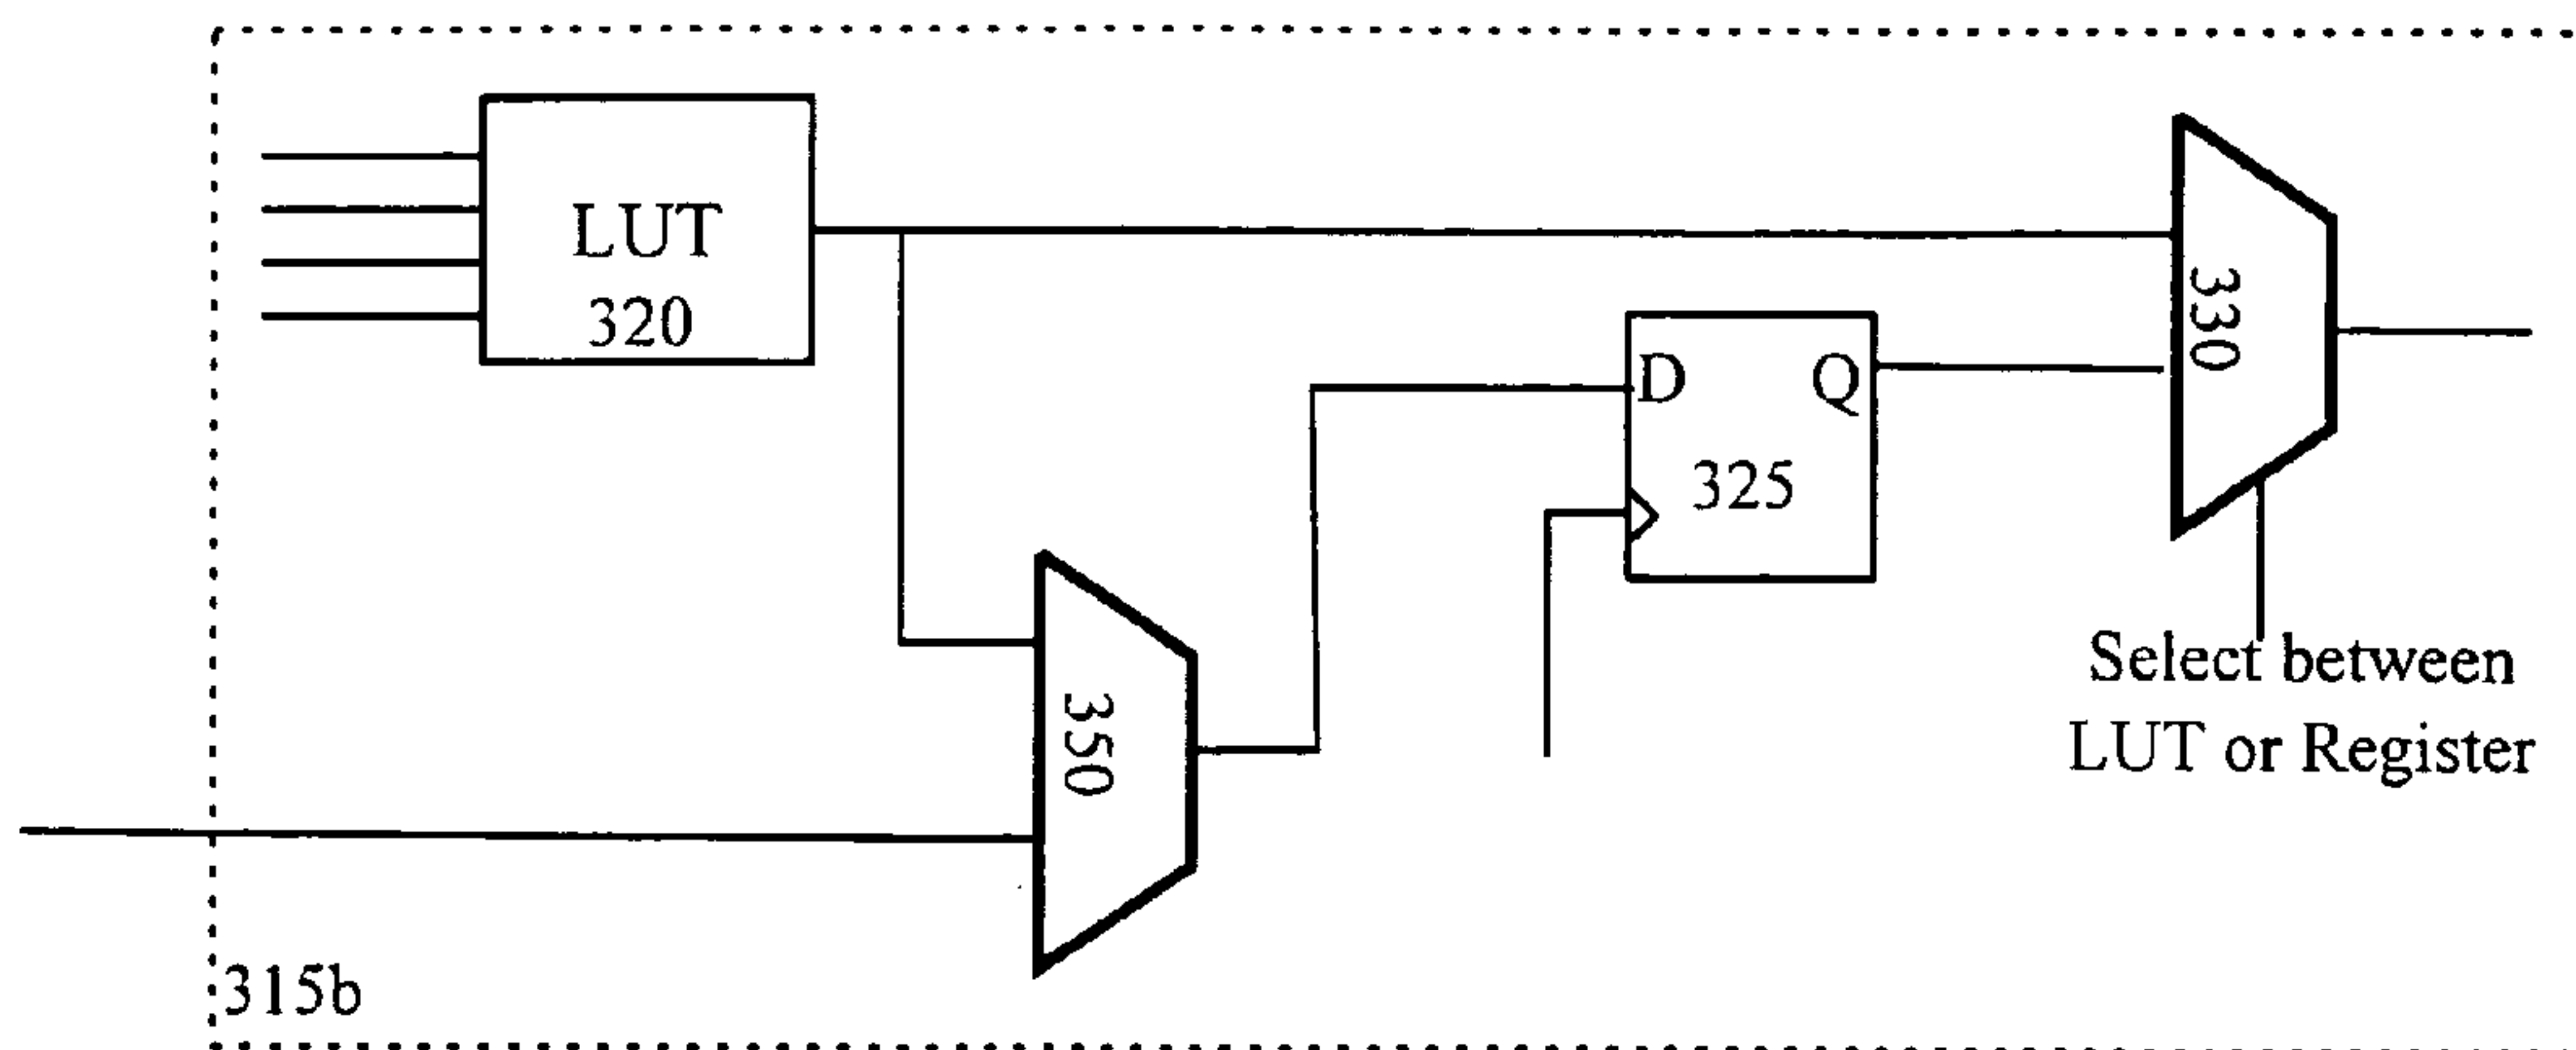 LUT
320
330
D Q
325
350
Select between
LUT or Register
315b